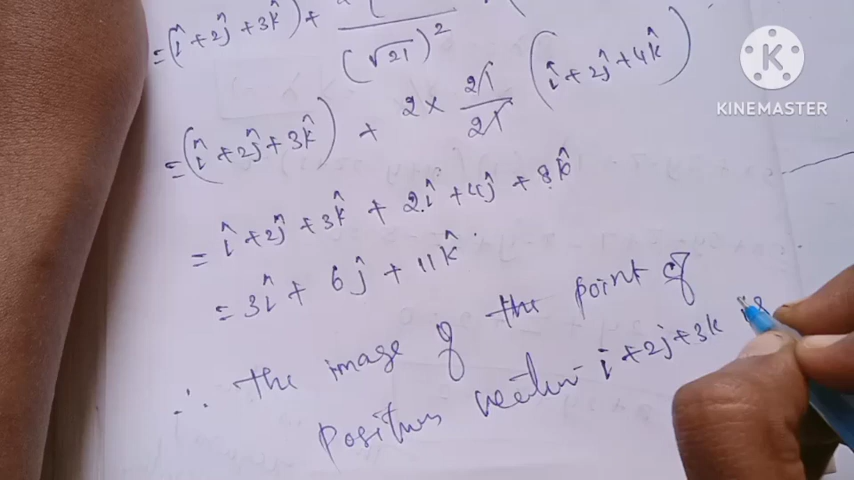 = (î + 2ĵ + 3k̂) +
(√21)²
= (î + 2ĵ + 3k̂) + 2 × 21/21 (î + 2ĵ + 4k̂)
= î + 2ĵ + 3k̂ + 2î + 4ĵ + 8k̂
= 3î + 6ĵ + 11k̂.
∴ the image of the point of
position vector i + 2j + 3k is
KINEMASTER